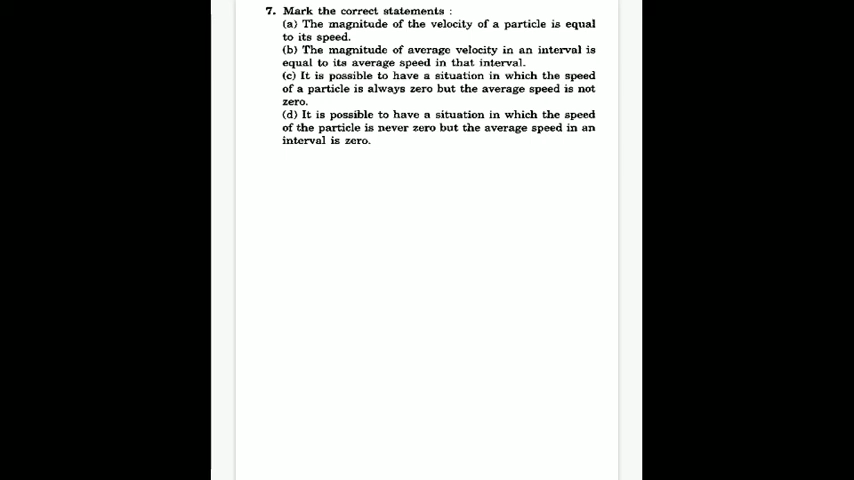 7. Mark the correct statements :
(a) The magnitude of the velocity of a particle is equal
to its speed.
(b) The magnitude of average velocity in an interval is
equal to its average speed in that interval.
(c) It is possible to have a situation in which the speed
of a particle is always zero but the average speed is not
zero.
(d) It is possible to have a situation in which the speed
of the particle is never zero but the average speed in an
interval is zero.